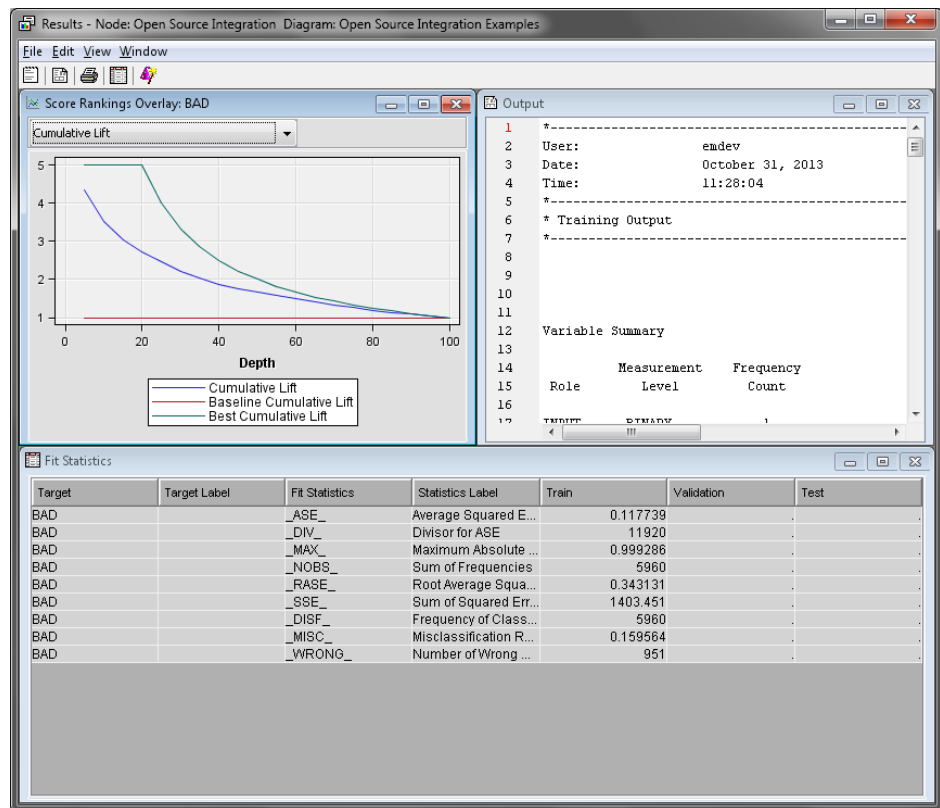 Results - Node: Open Source Integration Diagram: Open Source Integration Examples
File Edit View Window
Score Rankings Overlay: BAD
Cumulative Lift
5
4
3
2
1
0 20 40 60 80 100
Depth
Cumulative Lift
Baseline Cumulative Lift
Best Cumulative Lift
Output
1 *------------------------------------------------
2 User: emdev
3 Date: October 31, 2013
4 Time: 11:28:04
5 *------------------------------------------------
6 * Training Output
7 *------------------------------------------------
8
9
10
11
12 Variable Summary
13
14 Measurement Frequency
15 Role Level Count
16
17 INPUT BINARY 1
Fit Statistics
Target Target Label Fit Statistics Statistics Label Train Validation Test
BAD _ASE_ Average Squared E... 0.117739 . .
BAD _DIV_ Divisor for ASE 11920 . .
BAD _MAX_ Maximum Absolute ... 0.999286 . .
BAD _NOBS_ Sum of Frequencies 5960 . .
BAD _RASE_ Root Average Squa... 0.343131 . .
BAD _SSE_ Sum of Squared Err... 1403.451 . .
BAD _DISF_ Frequency of Class... 5960 . .
BAD _MISC_ Misclassification R... 0.159564 . .
BAD _WRONG_ Number of Wrong ... 951 . .